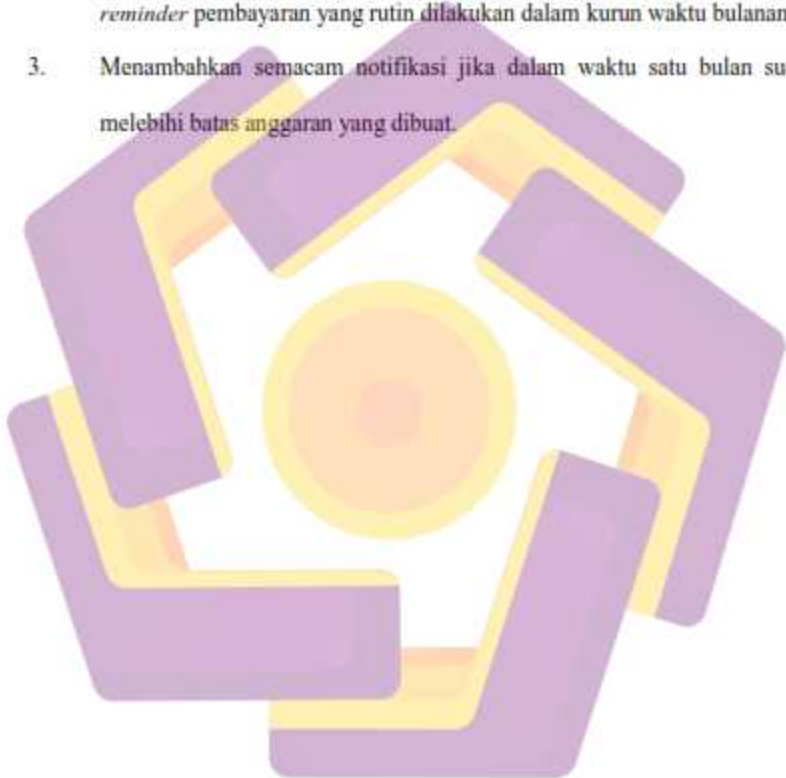 reminder pembayaran yang rutin dilakukan dalam kurun waktu bulanan
3. Menambahkan semacam notifikasi jika dalam waktu satu bulan su
melebihi batas anggaran yang dibuat.